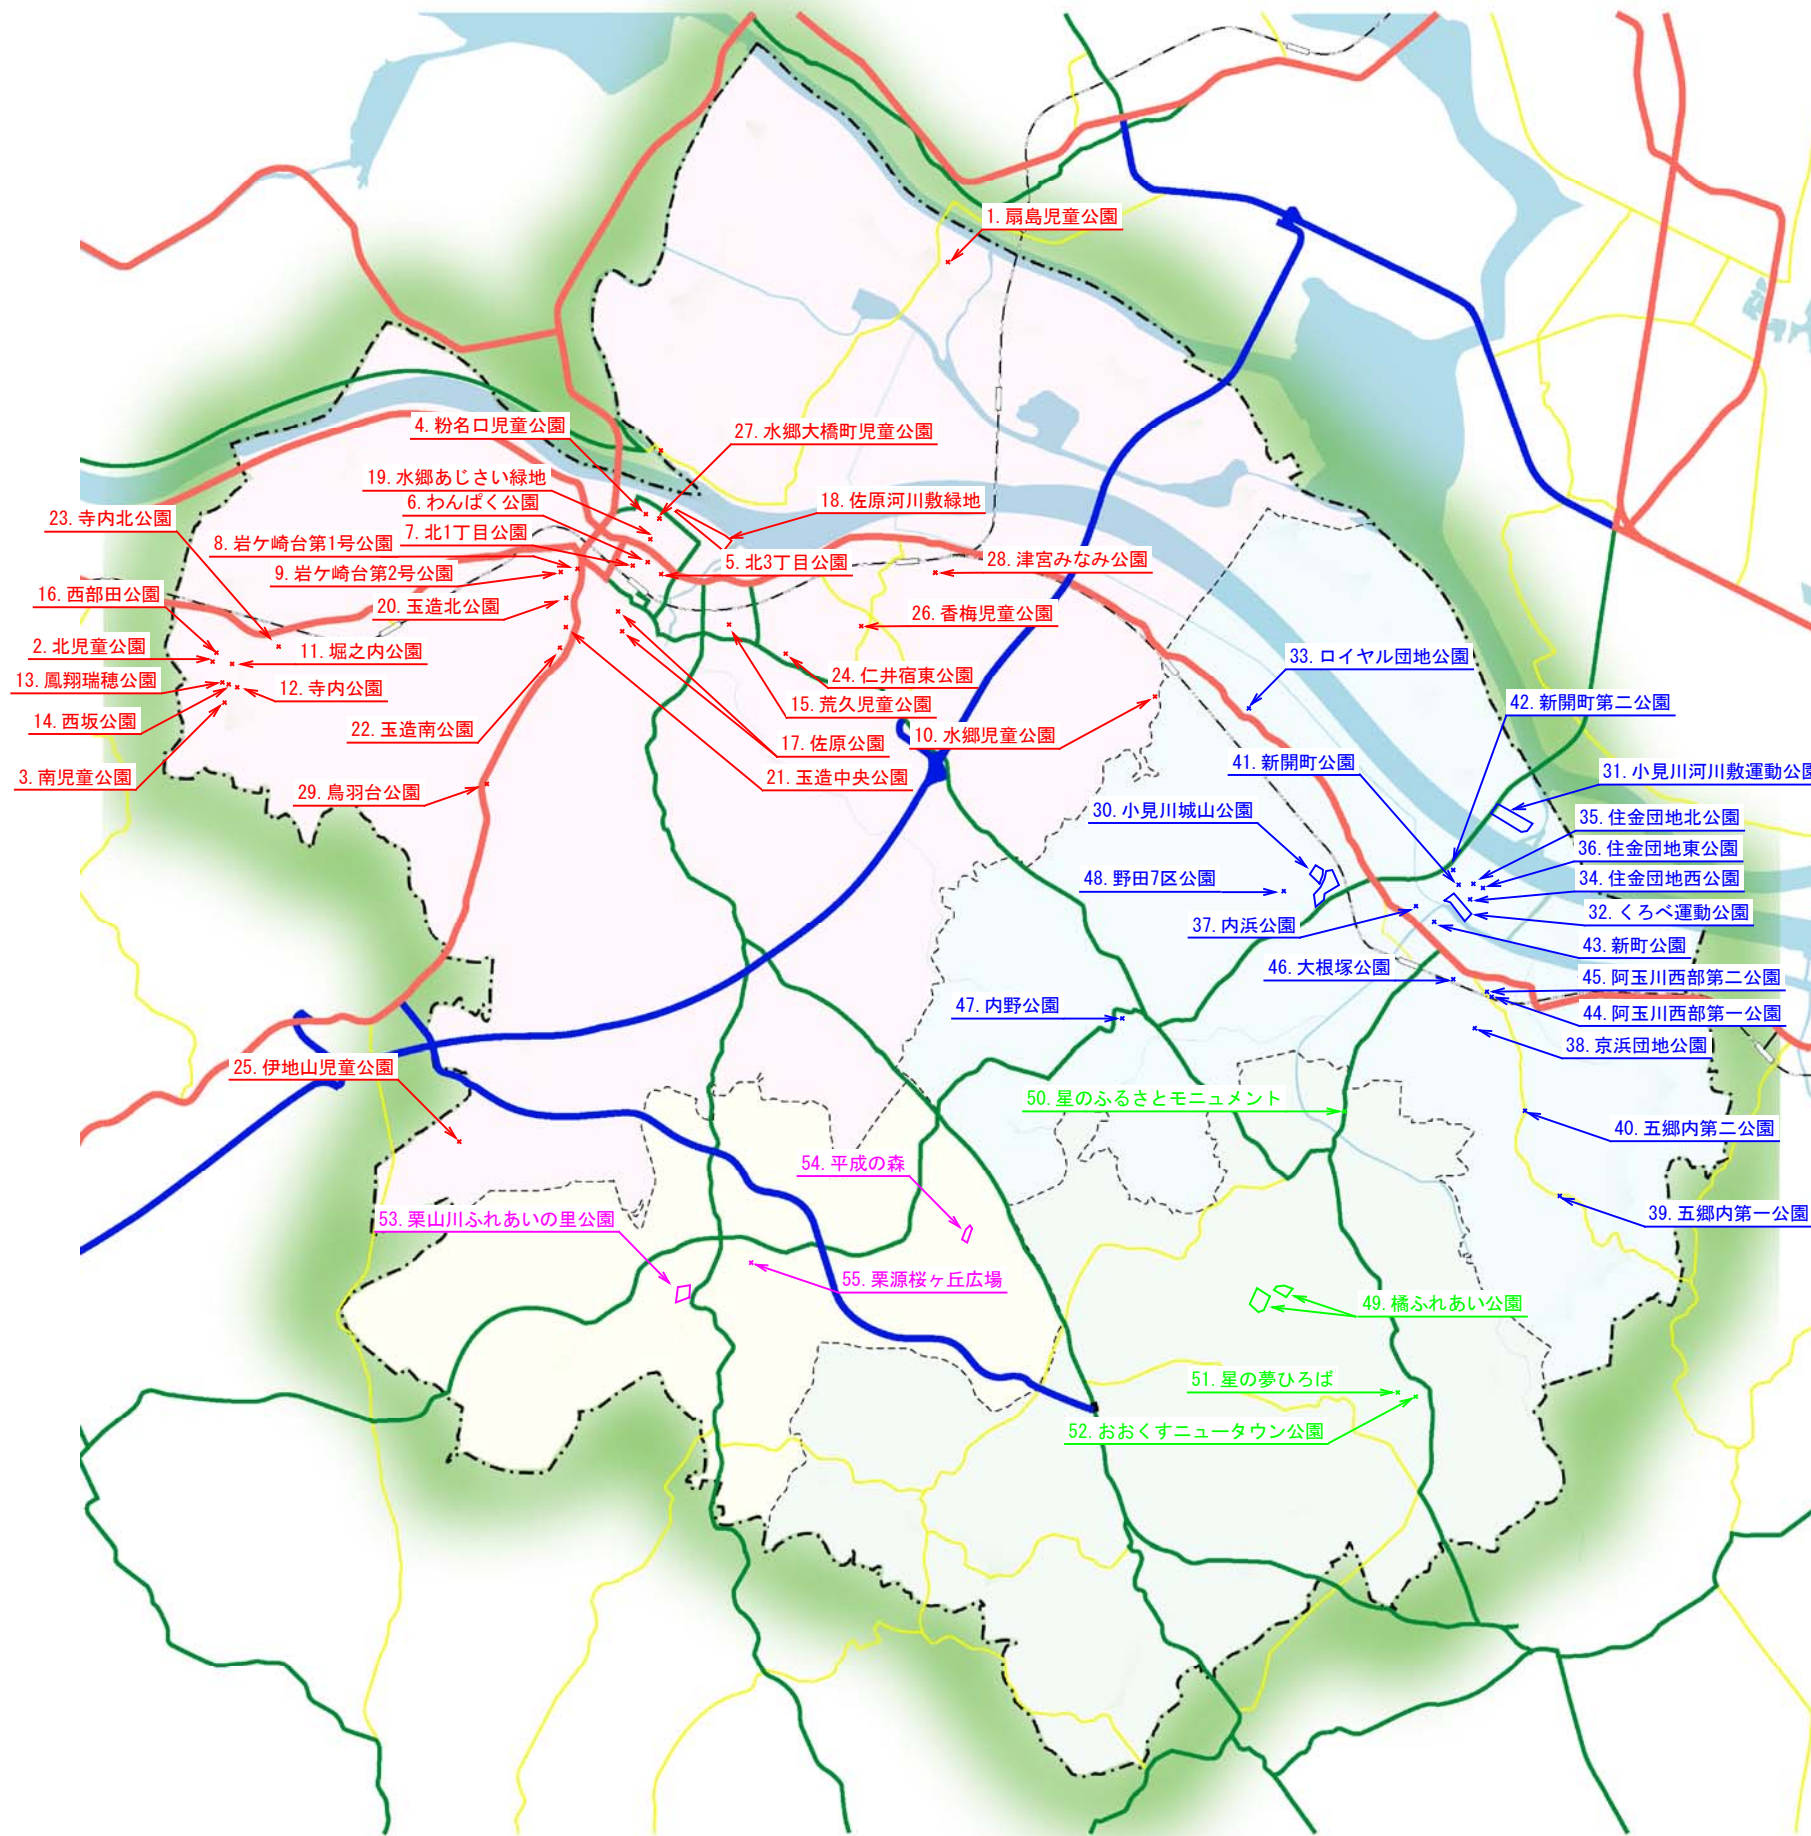 1. 扇島児童公園
4. 粉名口児童公園
27. 水郷大橋町児童公園
19. 水郷あじさい緑地
6. わんぱく公園
18. 佐原河川敷緑地
23. 寺内北公園
7. 北1丁目公園
8. 岩ケ崎台第1号公園
5. 北3丁目公園
28. 津宮みなみ公園
9. 岩ケ崎台第2号公園
16. 西部田公園
20. 玉造北公園
26. 香梅児童公園
2. 北児童公園
11. 堀之内公園
33. ロイヤル団地公園
13. 鳳翔瑞穂公園
12. 寺内公園
24. 仁井宿東公園
14. 西坂公園
15. 荒久児童公園
42. 新開町第二公園
22. 玉造南公園
17. 佐原公園
10. 水郷児童公園
3. 南児童公園
21. 玉造中央公園
41. 新開町公園
31. 小見川河川敷運動公園
29. 鳥羽台公園
30. 小見川城山公園
35. 住金団地北公園
36. 住金団地東公園
48. 野田7区公園
34. 住金団地西公園
32. くろべ運動公園
37. 内浜公園
43. 新町公園
46. 大根塚公園
45. 阿玉川西部第二公園
47. 内野公園
44. 阿玉川西部第一公園
38. 京浜団地公園
25. 伊地山児童公園
50. 星のふるさとモニュメント
40. 五郷内第二公園
54. 平成の森
53. 栗山川ふれあいの里公園
39. 五郷内第一公園
55. 栗源桜ヶ丘広場
49. 橘ふれあい公園
51. 星の夢ひろば
52. おおくすニュータウン公園